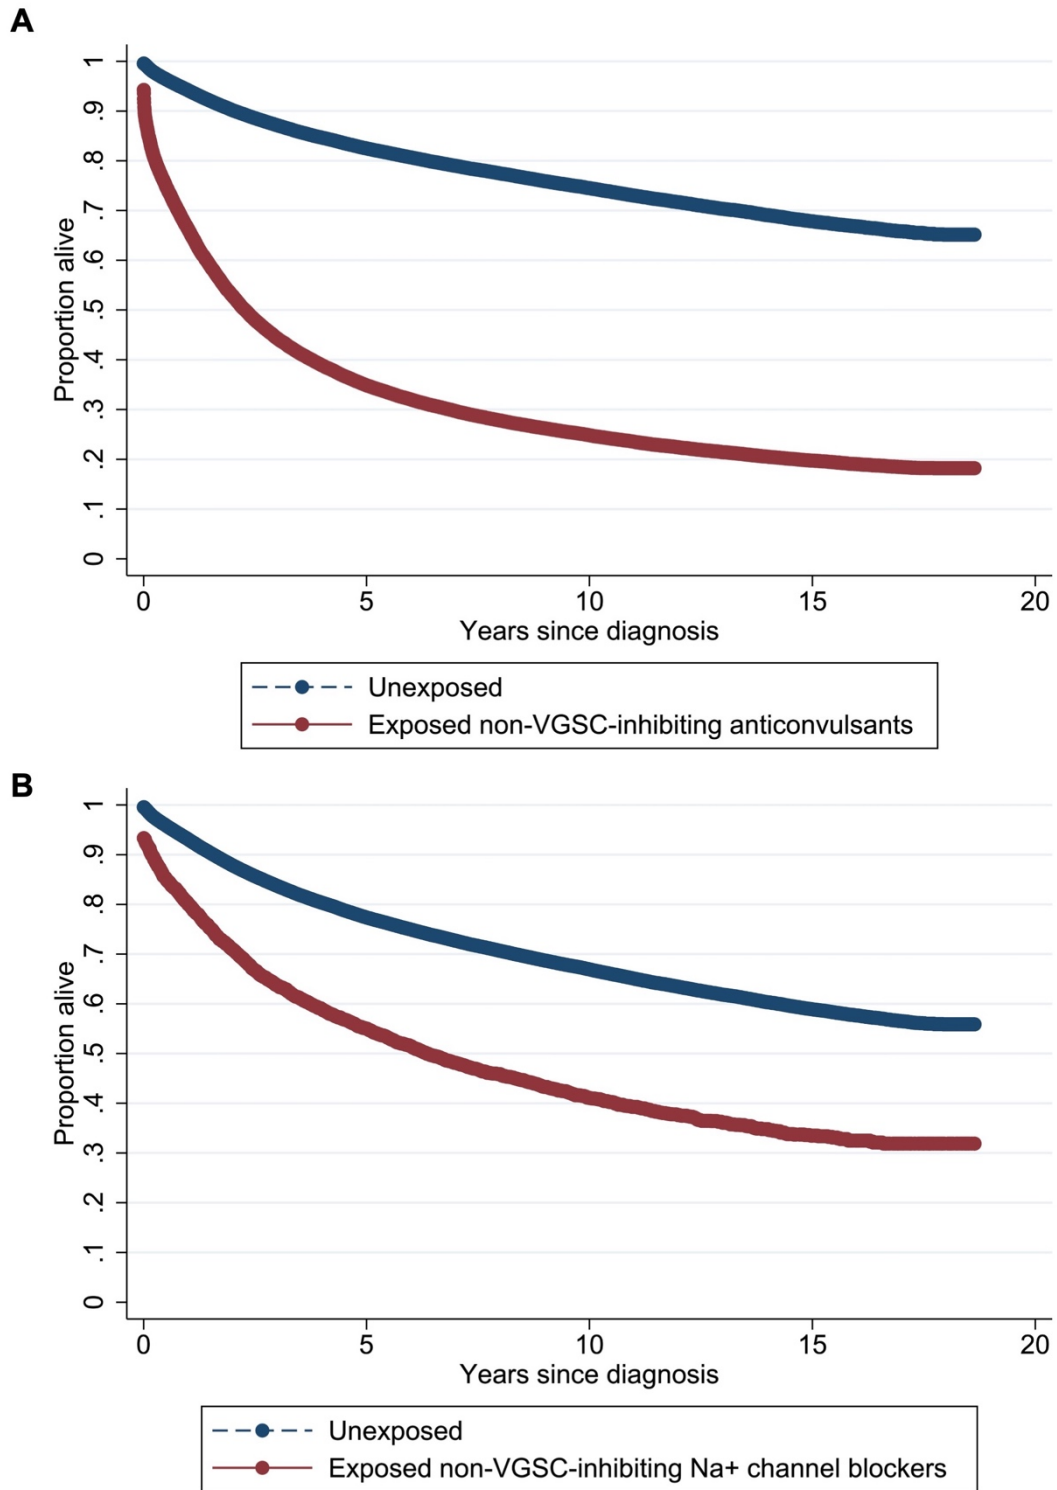 A
1
.9
.8
.7
.6
.5
.4
.3
.2
.1
0
Proportion alive
0 5 10 15 20
Years since diagnosis
Unexposed
Exposed non-VGSC-inhibiting anticonvulsants
B
1
.9
.8
.7
.6
.5
.4
.3
.2
.1
0
Proportion alive
0 5 10 15 20
Years since diagnosis
Unexposed
Exposed non-VGSC-inhibiting Na+ channel blockers